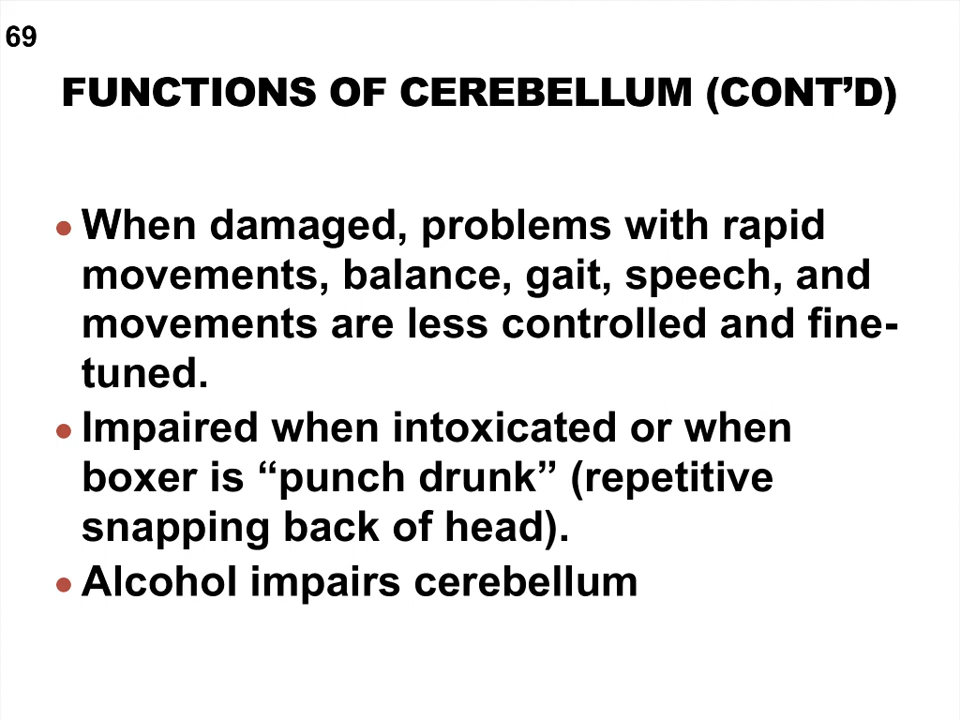 69
FUNCTIONS OF CEREBELLUM (CONT’D)
● When damaged, problems with rapid
movements, balance, gait, speech, and
movements are less controlled and fine-
tuned.
● Impaired when intoxicated or when
boxer is “punch drunk” (repetitive
snapping back of head).
● Alcohol impairs cerebellum